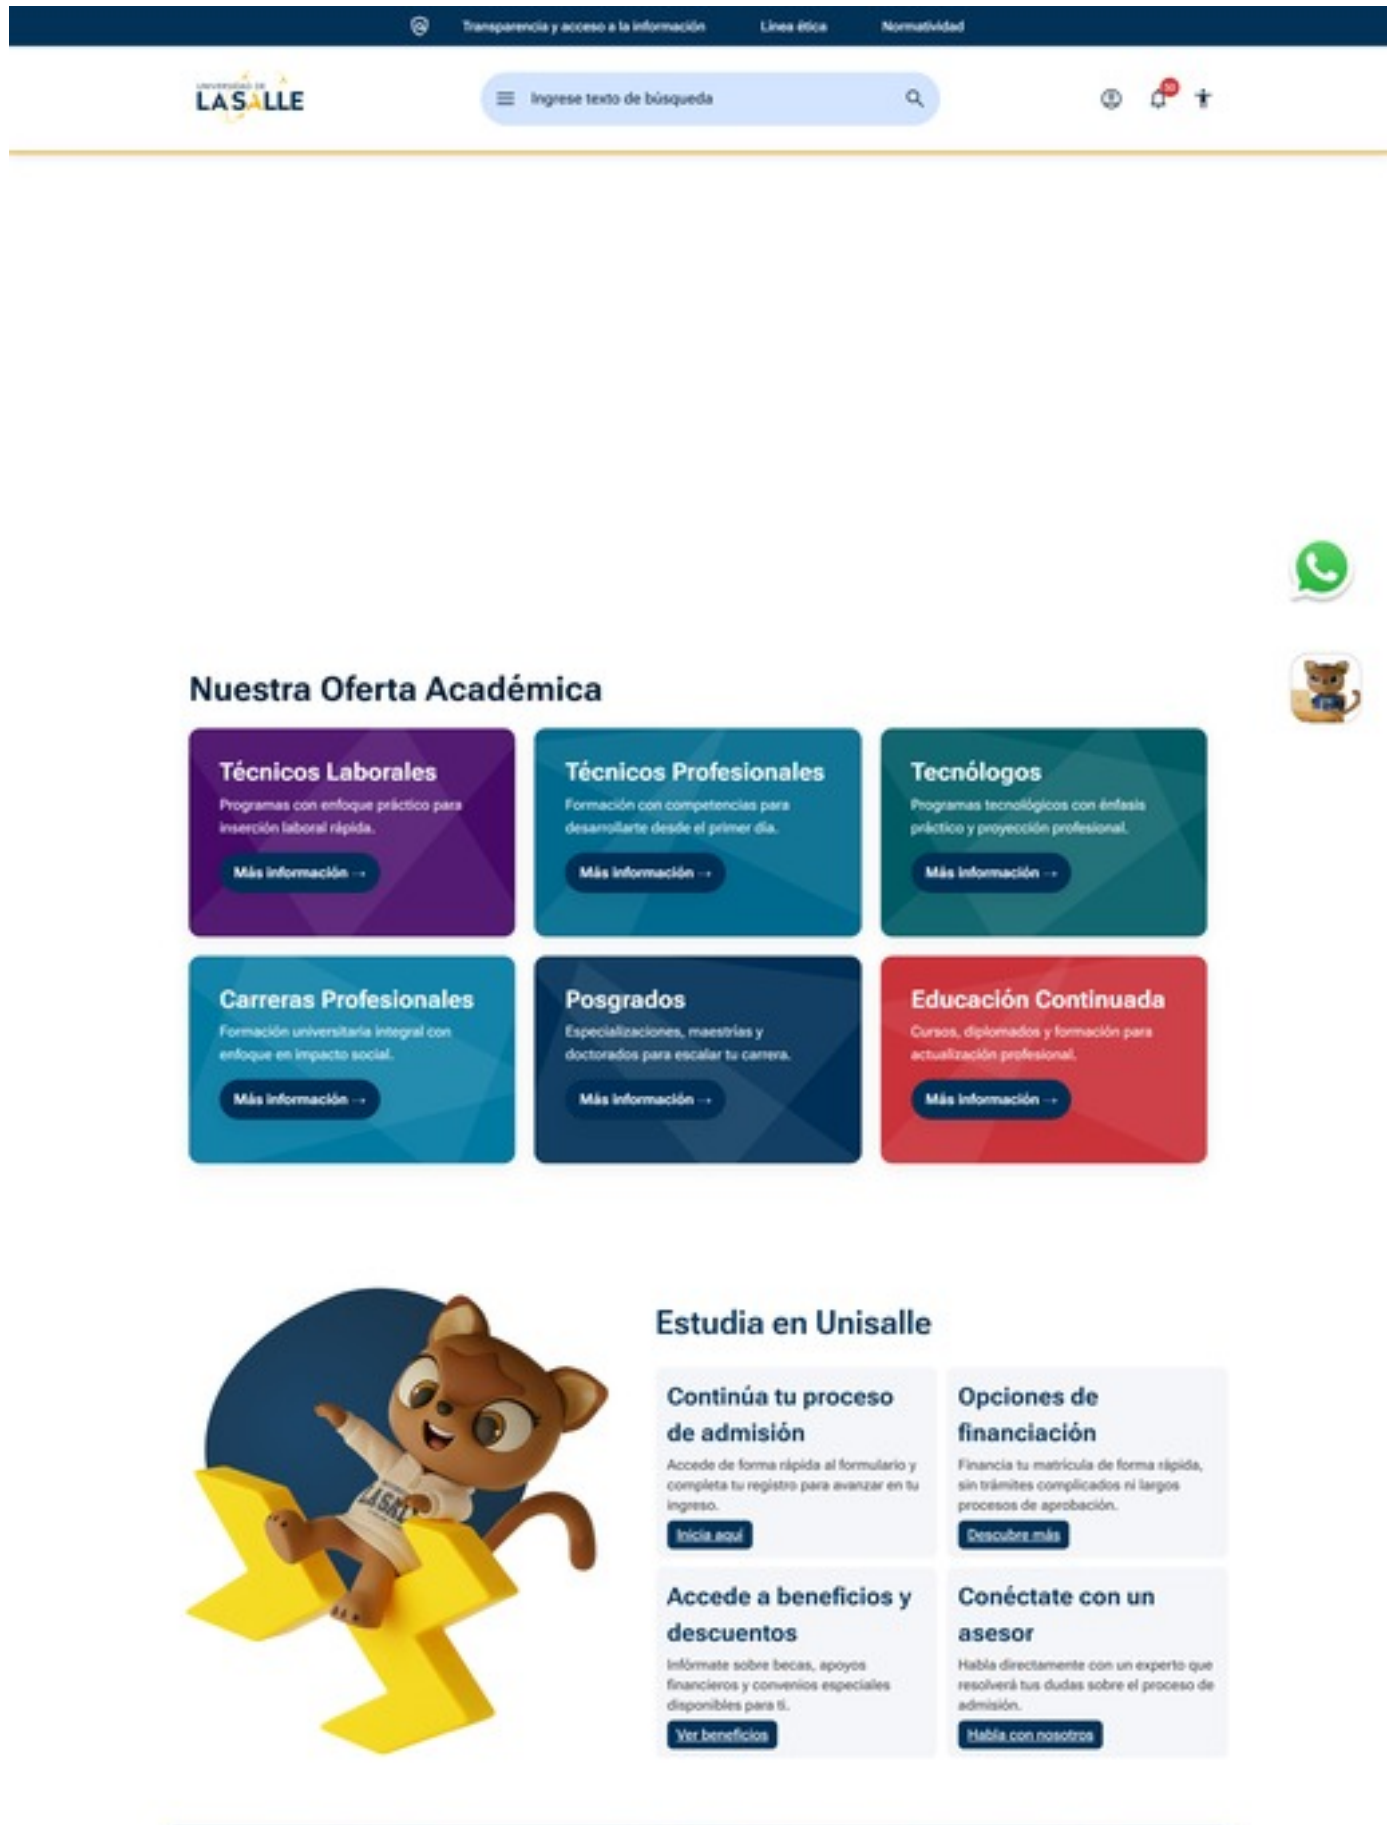 Transparencia y acceso a la información
Línea ética
Normatividad
UNIVERSIDAD DE
LA SALLE
Ingrese texto de búsqueda
Nuestra Oferta Académica
Técnicos Laborales
Programas con enfoque práctico para
inserción laboral rápida.
Más información →
Técnicos Profesionales
Formación con competencias para
desarrollarte desde el primer día.
Más información →
Tecnólogos
Programas tecnológicos con énfasis
práctico y proyección profesional.
Más información →
Carreras Profesionales
Formación universitaria integral con
enfoque en impacto social.
Más información →
Posgrados
Especializaciones, maestrías y
doctorados para escalar tu carrera.
Más información →
Educación Continuada
Cursos, diplomados y formación para
actualización profesional.
Más información →
LASALLE
Estudia en Unisalle
Continúa tu proceso
de admisión
Accede de forma rápida al formulario y
completa tu registro para avanzar en tu
ingreso.
Inicia aquí
Opciones de
financiación
Financia tu matrícula de forma rápida,
sin trámites complicados ni largos
procesos de aprobación.
Descubre más
Accede a beneficios y
descuentos
Infórmate sobre becas, apoyos
financieros y convenios especiales
disponibles para ti.
Ver beneficios
Conéctate con un
asesor
Habla directamente con un experto que
resolverá tus dudas sobre el proceso de
admisión.
Habla con nosotros